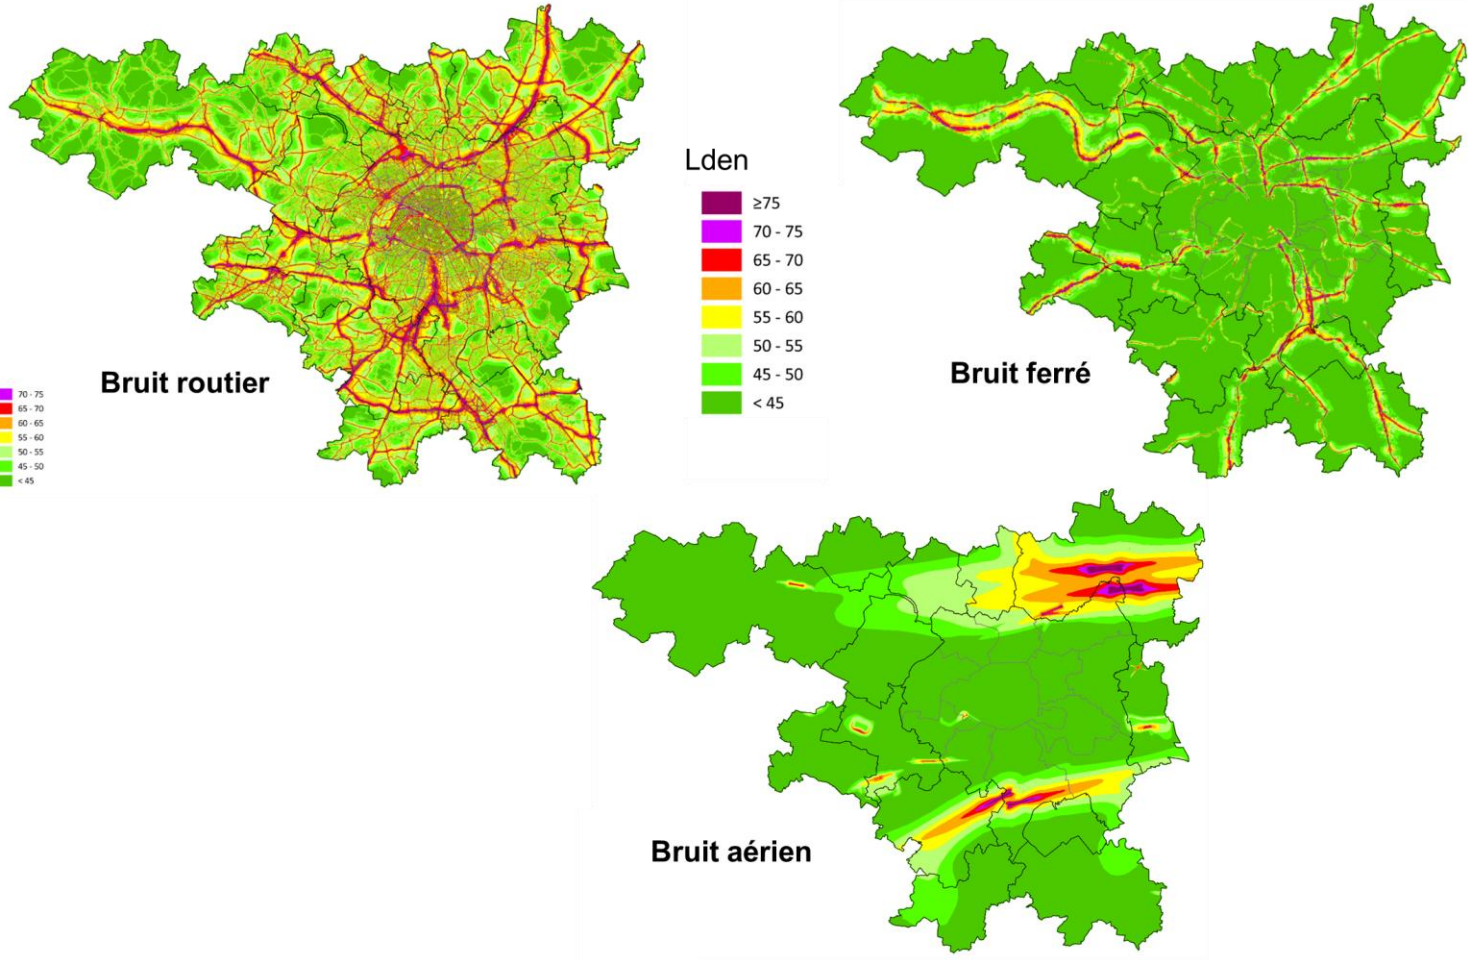 Lden
≥75
70 - 75
65 - 70
60 - 65
55 - 60
50 - 55
45 - 50
< 45
Bruit routier
70 - 75
65 - 70
60 - 65
55 - 60
50 - 55
45 - 50
< 45
Bruit ferré
Bruit aérien